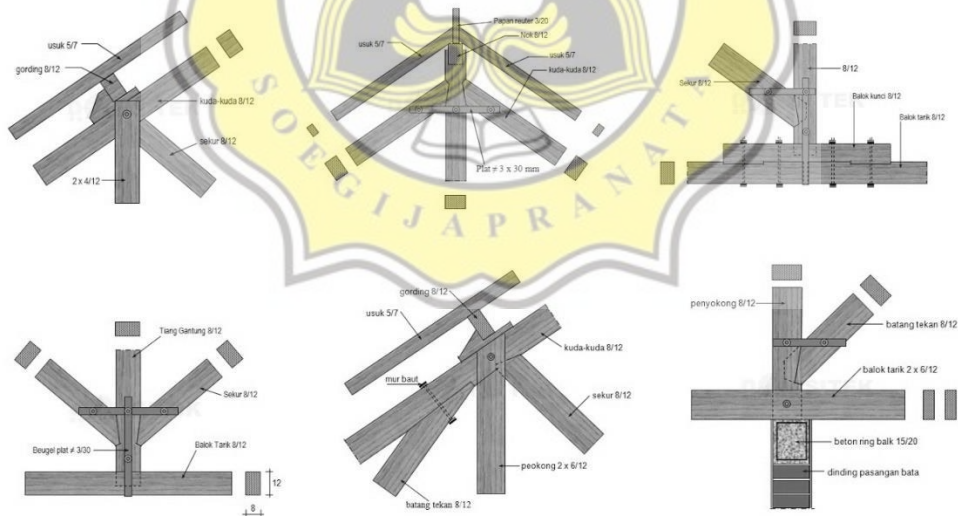 usuk 5/7
gording 8/12
kuda-kuda 8/12
sekur 8/12
2 x 4/12
Papan reuter 3/20
Nok 8/12
usuk 5/7
usuk 5/7
kuda-kuda 8/12
Plat ≠ 3 x 30 mm
8/12
Sekur 8/12
Balok kunci 8/12
Balok tarik 8/12
SOEGIJAPRANAT
Tiang Gantung 8/12
Sekur 8/12
Beugel plat ≠ 3/30
Balok Tarik 8/12
12
8
gording 8/12
usuk 5/7
kuda-kuda 8/12
mur baut
sekur 8/12
peokong 2 x 6/12
batang tekan 8/12
penyokong 8/12
batang tekan 8/12
balok tarik 2 x 6/12
beton ring balk 15/20
dinding pasangan bata